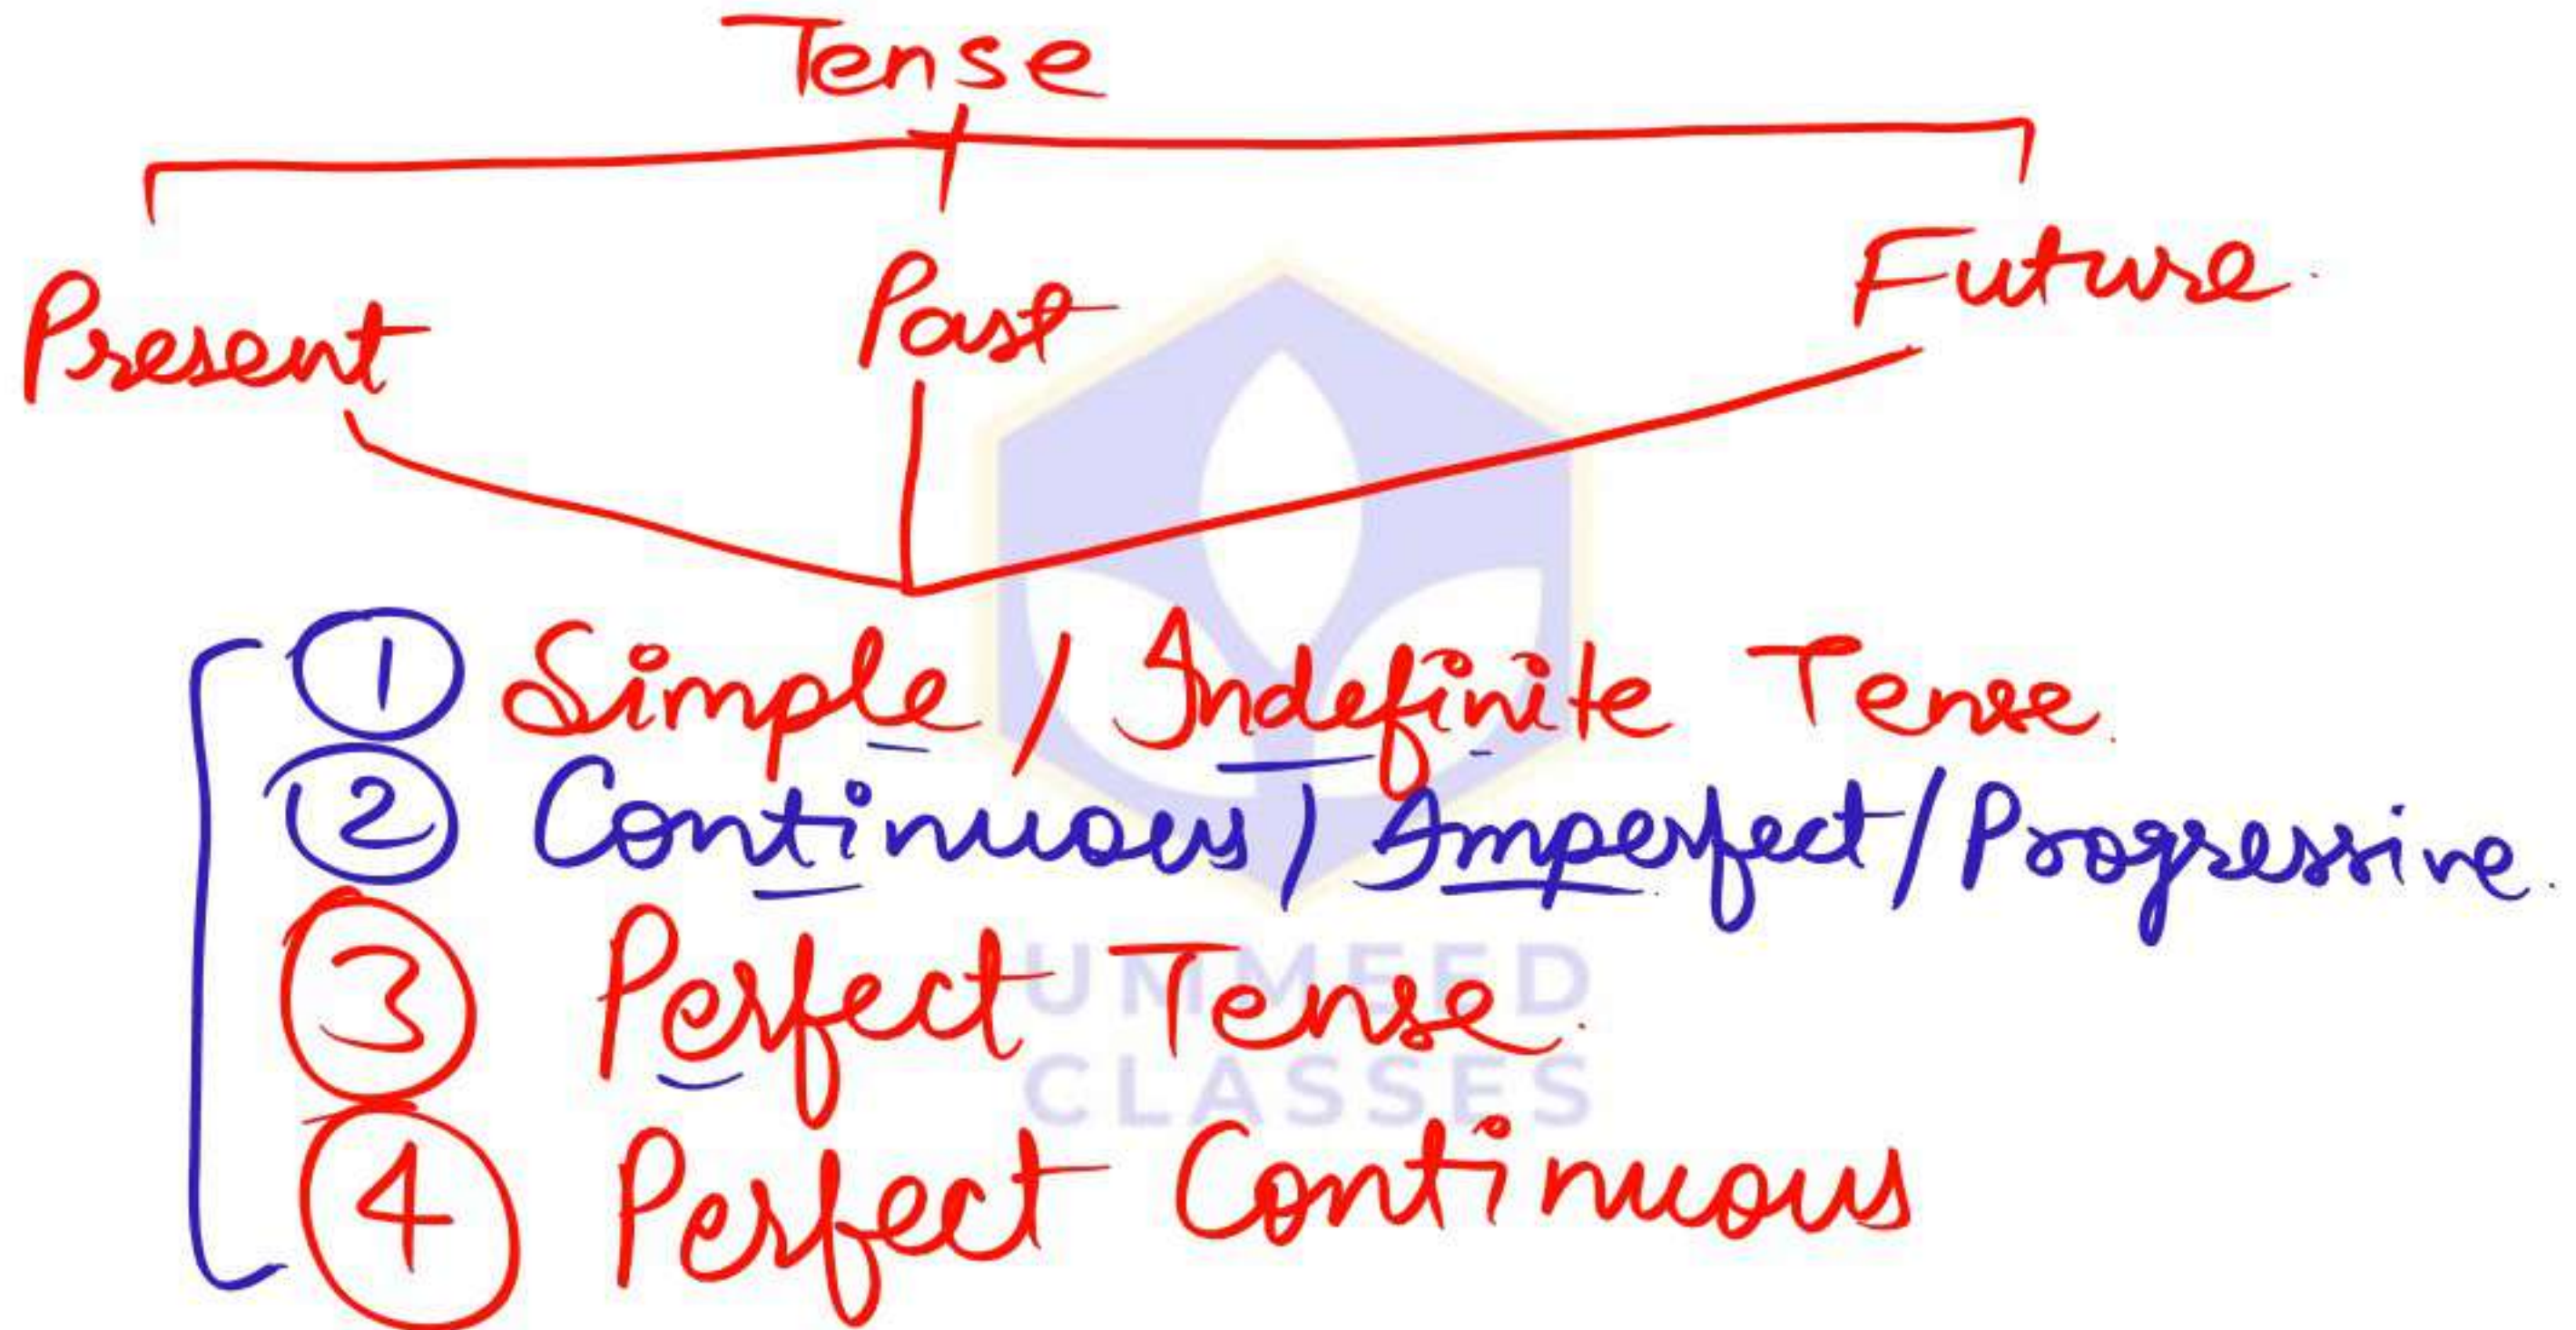 Tense
Present Past Future
① Simple / Indefinite Tense
② Continuous / Imperfect / Progressive
③ Perfect Tense
④ Perfect Continuous
UMMEED
CLASSES